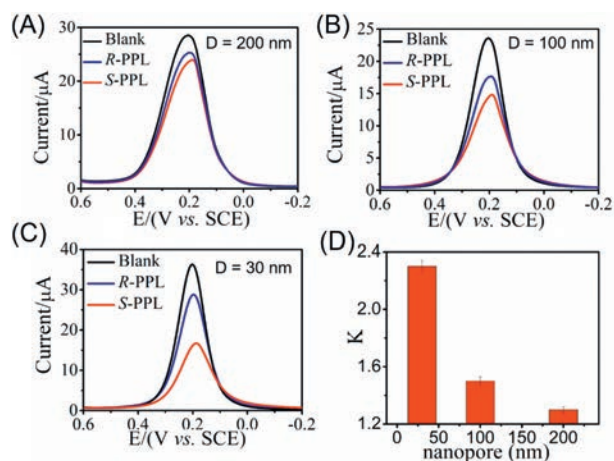 (A)
30
20
10
0
Current/μA
Blank
R-PPL
S-PPL
D = 200 nm
0.6 0.4 0.2 0.0 -0.2
E/(V vs. SCE)
(B)
25
20
15
10
5
0
Current/μA
Blank
R-PPL
S-PPL
D = 100 nm
0.6 0.4 0.2 0.0 -0.2
E/(V vs. SCE)
(C)
40
30
20
10
0
Current/μA
Blank
R-PPL
S-PPL
D = 30 nm
0.6 0.4 0.2 0.0 -0.2
E/(V vs. SCE)
(D)
2.4
2.1
1.8
1.5
1.2
K
0 50 100 150 200
nanopore (nm)